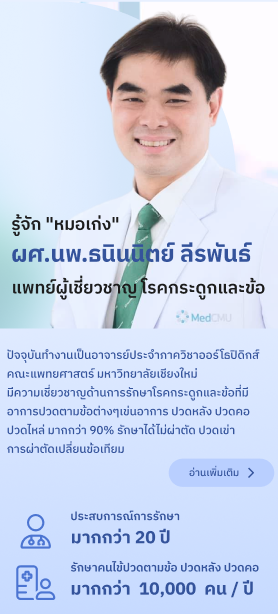 รู้จัก "หมอเก่ง"
ผศ.นพ.ธนินนิตย์ ลีรพันธ์
แพทย์ผู้เชี่ยวชาญ โรคกระดูกและข้อ
MedCMU
ปัจจุบันทำงานเป็นอาจารย์ประจำภาควิชาออร์โธปิดิกส์
คณะแพทยศาสตร์ มหาวิทยาลัยเชียงใหม่
มีความเชี่ยวชาญด้านการรักษาโรคกระดูกและข้อที่มี
อาการปวดตามข้อต่างๆเช่นอาการ ปวดหลัง ปวดคอ
ปวดไหล่ มากกว่า 90% รักษาได้ไม่ผ่าตัด ปวดเข่า
การผ่าตัดเปลี่ยนข้อเทียม
อ่านเพิ่มเติม
ประสบการณ์การรักษา
มากกว่า 20 ปี
รักษาคนไข้ปวดตามข้อ ปวดหลัง ปวดคอ
มากกว่า 10,000 คน / ปี